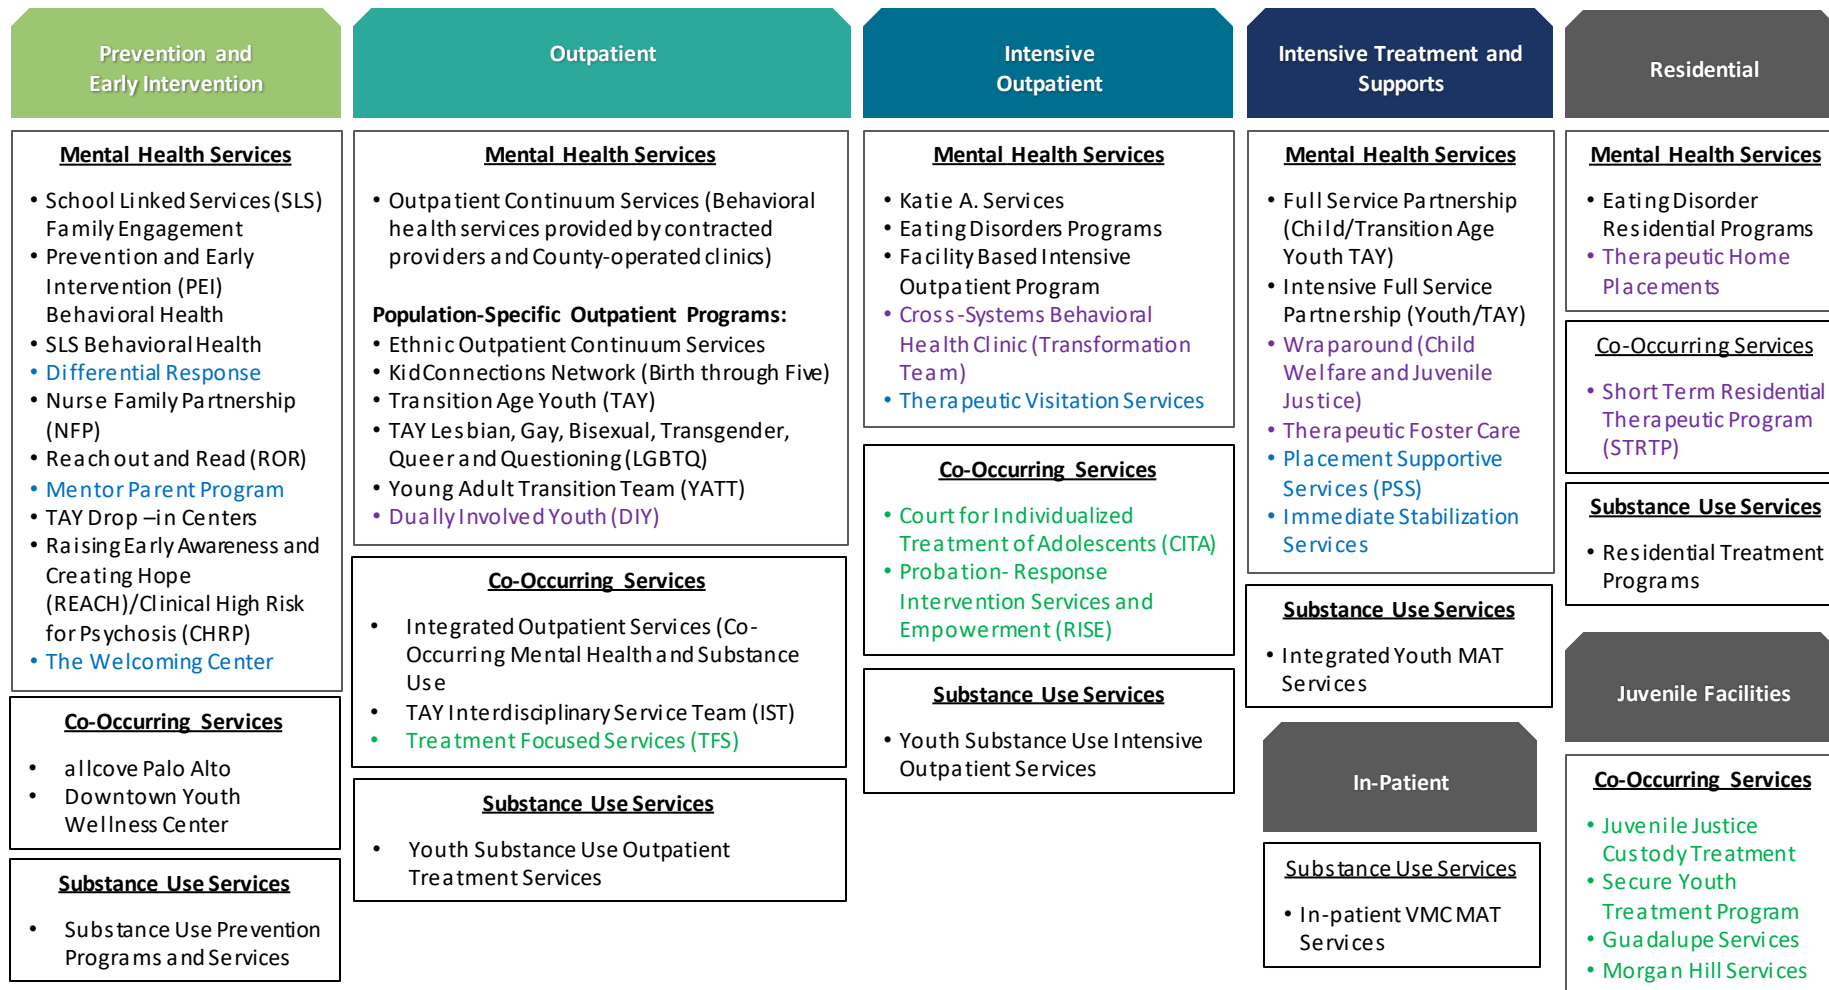 Prevention and
Early Intervention
Mental Health Services
• School Linked Services (SLS)
Family Engagement
• Prevention and Early
Intervention (PEI)
Behavioral Health
• SLS Behavioral Health
• Differential Response
• Nurse Family Partnership
(NFP)
• Reach out and Read (ROR)
• Mentor Parent Program
• TAY Drop –in Centers
• Raising Early Awareness and
Creating Hope
(REACH)/Clinical High Risk
for Psychosis (CHRP)
• The Welcoming Center
Co-Occurring Services
• allcove Palo Alto
• Downtown Youth
Wellness Center
Substance Use Services
• Substance Use Prevention
Programs and Services
Outpatient
Mental Health Services
• Outpatient Continuum Services (Behavioral
health services provided by contracted
providers and County-operated clinics)
Population-Specific Outpatient Programs:
• Ethnic Outpatient Continuum Services
• KidConnections Network (Birth through Five)
• Transition Age Youth (TAY)
• TAY Lesbian, Gay, Bisexual, Transgender,
Queer and Questioning (LGBTQ)
• Young Adult Transition Team (YATT)
• Dually Involved Youth (DIY)
Co-Occurring Services
• Integrated Outpatient Services (Co-
Occurring Mental Health and Substance
Use
• TAY Interdisciplinary Service Team (IST)
• Treatment Focused Services (TFS)
Substance Use Services
• Youth Substance Use Outpatient
Treatment Services
Intensive
Outpatient
Mental Health Services
• Katie A. Services
• Eating Disorders Programs
• Facility Based Intensive
Outpatient Program
• Cross-Systems Behavioral
Health Clinic (Transformation
Team)
• Therapeutic Visitation Services
Co-Occurring Services
• Court for Individualized
Treatment of Adolescents (CITA)
• Probation- Response
Intervention Services and
Empowerment (RISE)
Substance Use Services
• Youth Substance Use Intensive
Outpatient Services
Intensive Treatment and
Supports
Mental Health Services
• Full Service Partnership
(Child/Transition Age
Youth TAY)
• Intensive Full Service
Partnership (Youth/TAY)
• Wraparound (Child
Welfare and Juvenile
Justice)
• Therapeutic Foster Care
• Placement Supportive
Services (PSS)
• Immediate Stabilization
Services
Substance Use Services
• Integrated Youth MAT
Services
In-Patient
Substance Use Services
• In-patient VMC MAT
Services
Residential
Mental Health Services
• Eating Disorder
Residential Programs
• Therapeutic Home
Placements
Co-Occurring Services
• Short Term Residential
Therapeutic Program
(STRTP)
Substance Use Services
• Residential Treatment
Programs
Juvenile Facilities
Co-Occurring Services
• Juvenile Justice
Custody Treatment
• Secure Youth
Treatment Program
• Guadalupe Services
• Morgan Hill Services